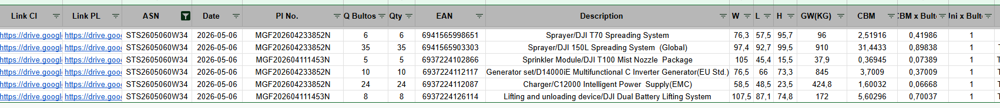 Link CI Link PL ASN Date PI No. Q Bultos Qty EAN Description W L H GW(KG) CBM CBM x Bult Uni x Bult
https://drive.googl https://drive.goo STS2605060W34 2026-05-06 MGF202604233852N 6 6 6941565998651 Sprayer/DJI T70 Spreading System 76,3 57,5 95,7 96 2,51916 0,41986 1
https://drive.googl https://drive.goo STS2605060W34 2026-05-06 MGF202604233852N 35 35 6941565903303 Sprayer/DJI 150L Spreading System (Global) 97,4 92,7 99,5 910 31,4433 0,89838 1
https://drive.googl https://drive.goo STS2605060W34 2026-05-06 MGF202604111453N 5 5 6937224102866 Sprinkler Module/DJI T100 Mist Nozzle Package 105 45,4 15,5 37,9 0,36945 0,07389 1
https://drive.googl https://drive.goo STS2605060W34 2026-05-06 MGF202604233852N 10 10 6937224112117 Generator set/D14000iE Multifunctional C Inverter Generator(EU Std.) 76,5 66 73,3 845 3,7009 0,37009 1
https://drive.googl https://drive.goo STS2605060W34 2026-05-06 MGF202604233852N 24 24 6937224112087 Charger/C12000 Intelligent Power Supply(EMC) 58,5 48,5 23,5 424,8 1,60032 0,06668 1
https://drive.googl https://drive.goo STS2605060W34 2026-05-06 MGF202604111453N 8 8 6937224126114 Lifting and unloading device/DJI Dual Battery Lifting System 107,5 87,1 74,8 172 5,60296 0,70037 1